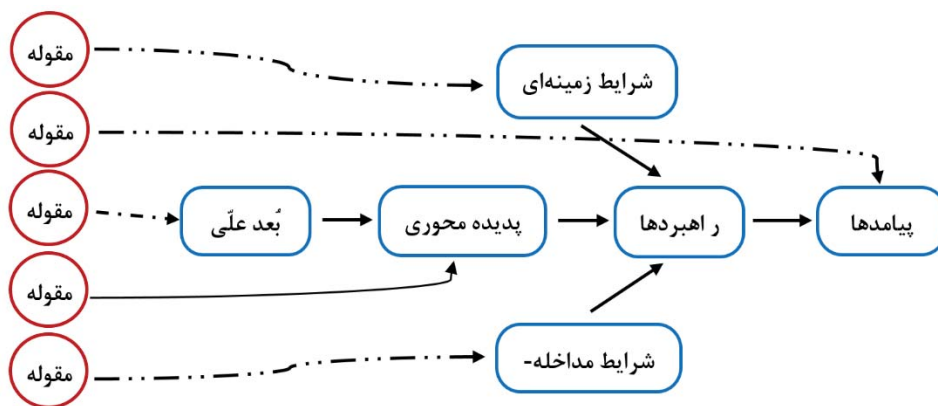 مقوله
شرایط زمینه‌ای
مقوله
مقوله
بُعد علّی
پدیده محوری
ر اهبردها
پیامدها
مقوله
شرایط مداخله-
مقوله